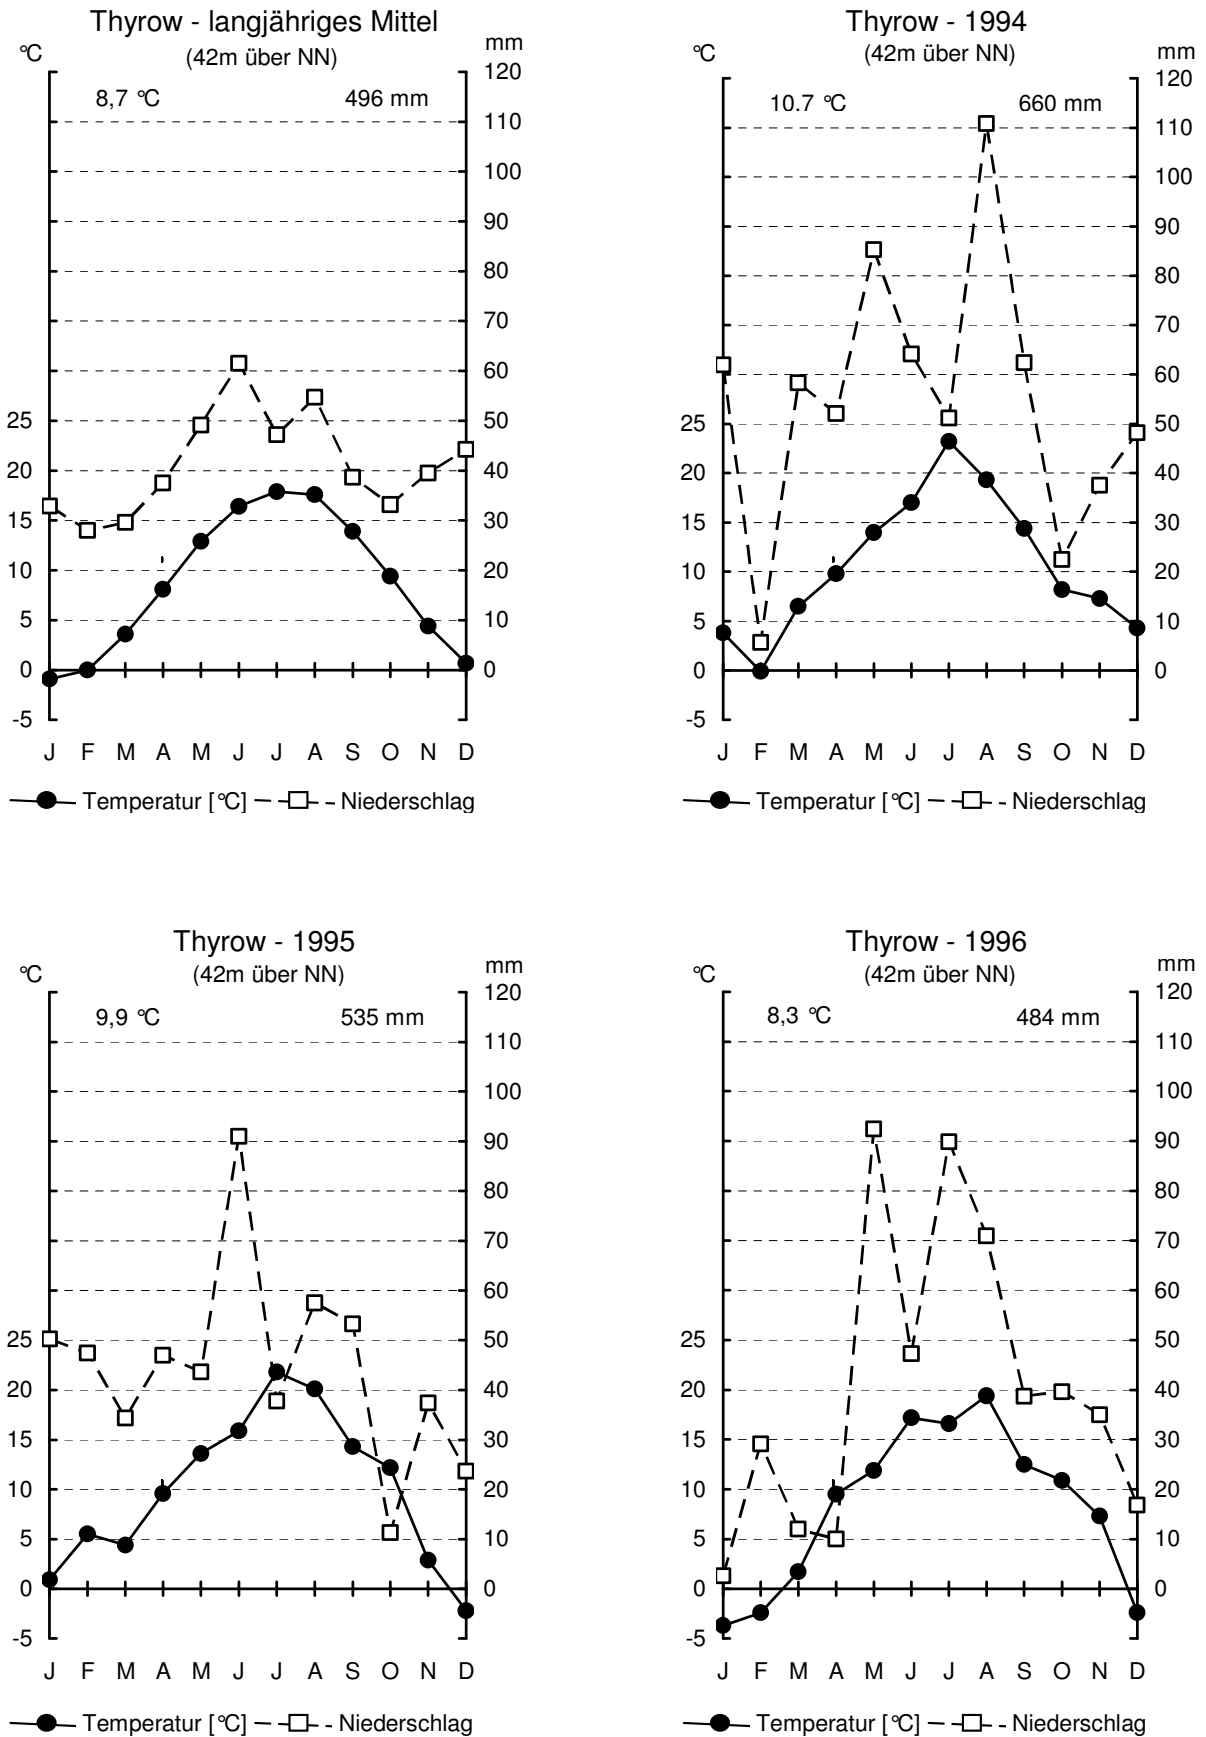 Thyrow - langjähriges Mittel
(42m über NN)
°C
mm
8,7 °C
496 mm
120
110
100
90
80
70
60
25 50
20 40
15 30
10 20
5 10
0 0
-5
J F M A M J J A S O N D
Temperatur [°C] Niederschlag
Thyrow - 1994
(42m über NN)
°C
mm
10.7 °C
660 mm
120
110
100
90
80
70
60
25 50
20 40
15 30
10 20
5 10
0 0
-5
J F M A M J J A S O N D
Temperatur [°C] Niederschlag
Thyrow - 1995
(42m über NN)
°C
mm
9,9 °C
535 mm
120
110
100
90
80
70
60
25 50
20 40
15 30
10 20
5 10
0 0
-5
J F M A M J J A S O N D
Temperatur [°C] Niederschlag
Thyrow - 1996
(42m über NN)
°C
mm
8,3 °C
484 mm
120
110
100
90
80
70
60
25 50
20 40
15 30
10 20
5 10
0 0
-5
J F M A M J J A S O N D
Temperatur [°C] Niederschlag